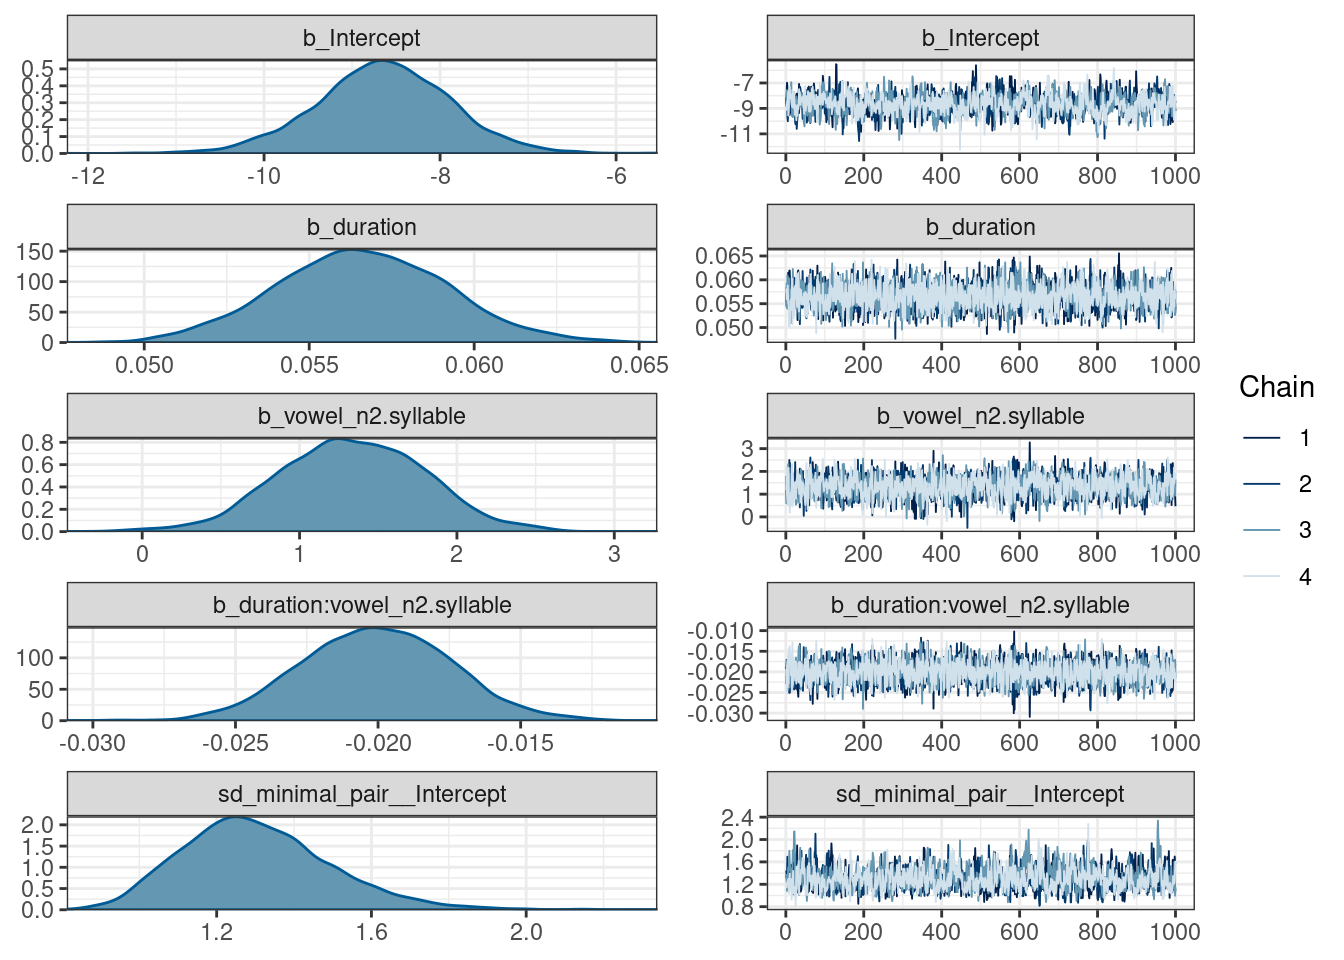 b_Intercept
0.5
0.4
0.3
0.2
0.1
0.0
-12 -10 -8 -6
b_Intercept
-7
-9
-11
0 200 400 600 800 1000
b_duration
150
100
50
0
0.050 0.055 0.060 0.065
b_duration
0.065
0.060
0.055
0.050
0 200 400 600 800 1000
b_vowel_n2.syllable
0.8
0.6
0.4
0.2
0.0
0 1 2 3
b_vowel_n2.syllable
3
2
1
0
0 200 400 600 800 1000
b_duration:vowel_n2.syllable
100
50
0
-0.030 -0.025 -0.020 -0.015
b_duration:vowel_n2.syllable
-0.010
-0.015
-0.020
-0.025
-0.030
0 200 400 600 800 1000
sd_minimal_pair__Intercept
2.0
1.5
1.0
0.5
0.0
1.2 1.6 2.0
sd_minimal_pair__Intercept
2.4
2.0
1.6
1.2
0.8
0 200 400 600 800 1000
Chain
1
2
3
4